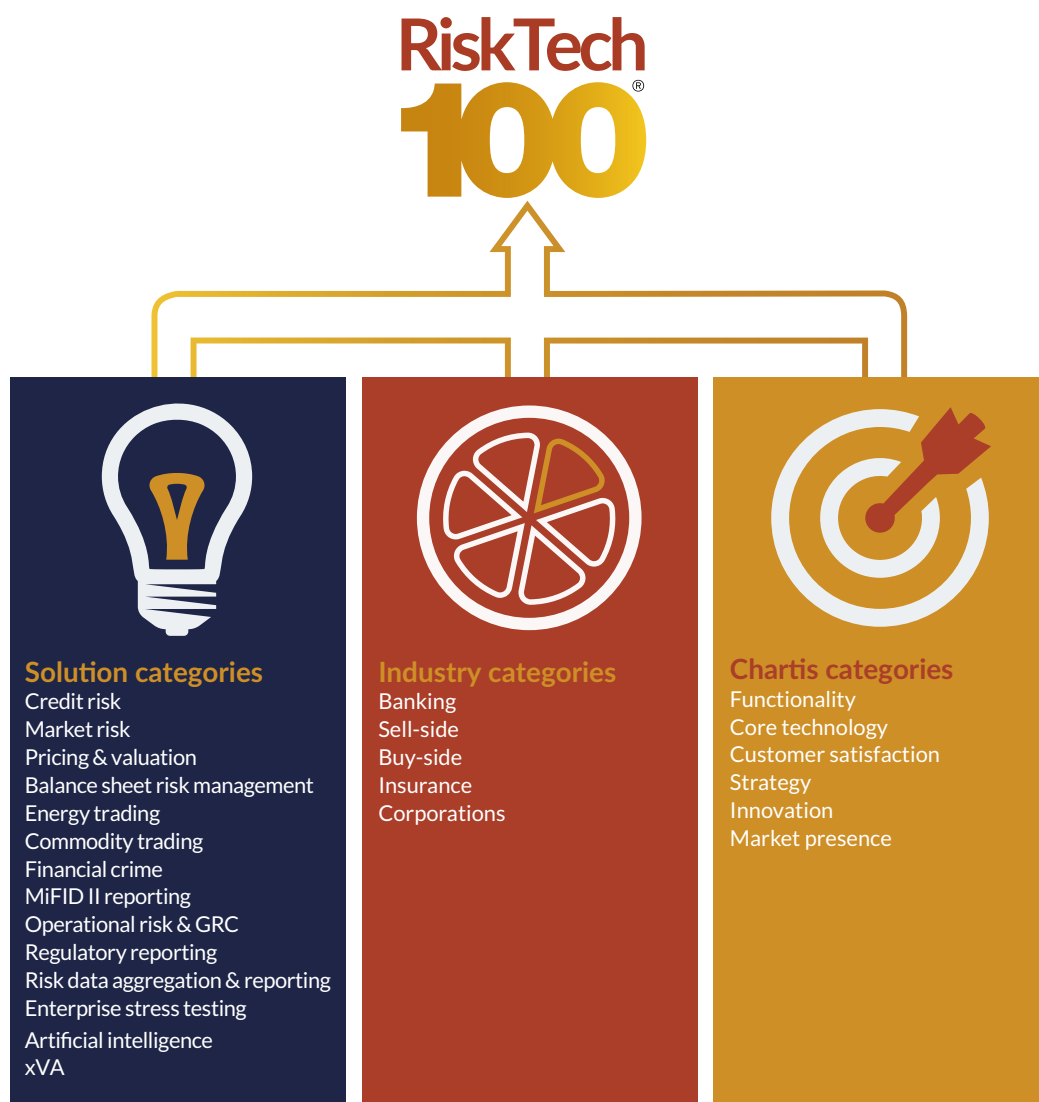 RiskTech
100®
Solution categories
Credit risk
Market risk
Pricing & valuation
Balance sheet risk management
Energy trading
Commodity trading
Financial crime
MiFID II reporting
Operational risk & GRC
Regulatory reporting
Risk data aggregation & reporting
Enterprise stress testing
Artificial intelligence
xVA
Industry categories
Banking
Sell-side
Buy-side
Insurance
Corporations
Chartis categories
Functionality
Core technology
Customer satisfaction
Strategy
Innovation
Market presence